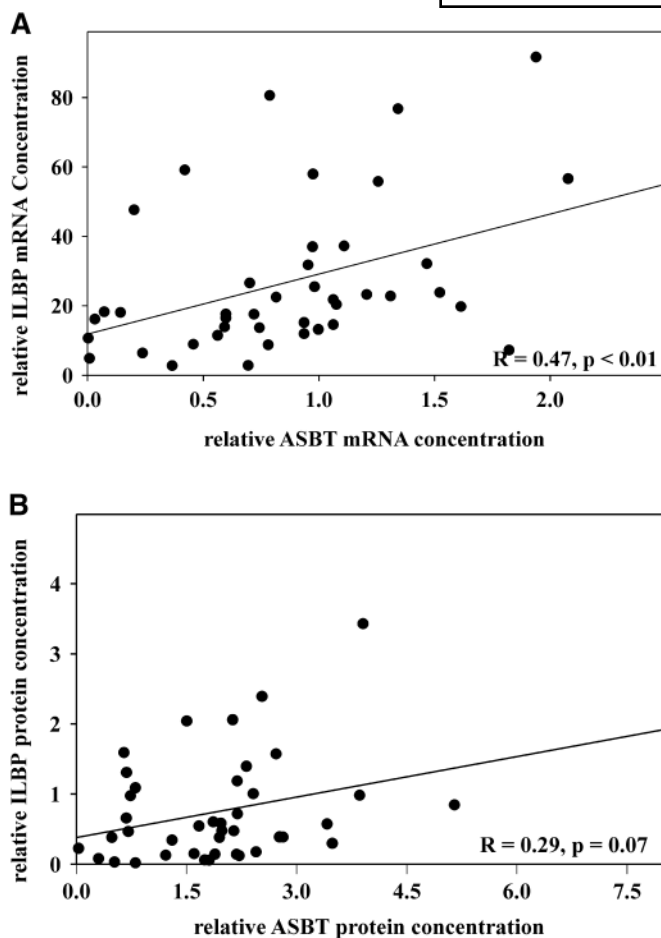 A
relative ILBP mRNA Concentration
80
60
40
20
0
R = 0.47, p < 0.01
0.0 0.5 1.0 1.5 2.0
relative ASBT mRNA concentration
B
relative ILBP protein concentration
4
3
2
1
0
R = 0.29, p = 0.07
0.0 1.5 3.0 4.5 6.0 7.5
relative ASBT protein concentration